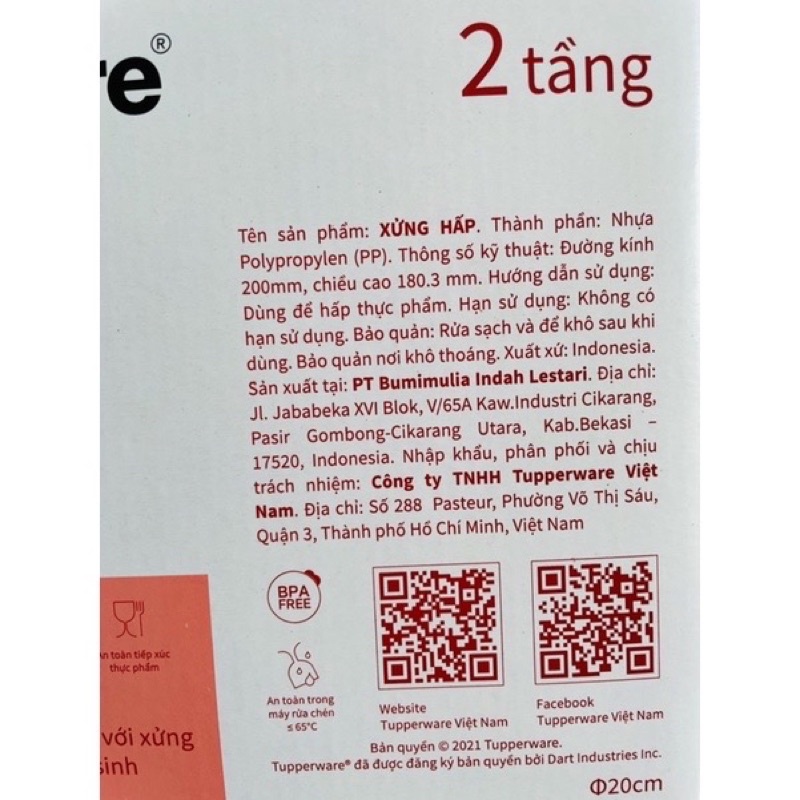 re®
2 tầng
Tên sản phẩm: XỬNG HẤP. Thành phần: Nhựa
Polypropylen (PP). Thông số kỹ thuật: Đường kính
200mm, chiều cao 180.3 mm. Hướng dẫn sử dụng:
Dùng để hấp thực phẩm. Hạn sử dụng: Không có
hạn sử dụng. Bảo quản: Rửa sạch và để khô sau khi
dùng. Bảo quản nơi khô thoáng. Xuất xứ: Indonesia.
Sản xuất tại: PT Bumimulia Indah Lestari. Địa chỉ:
Jl. Jababeka XVI Blok, V/65A Kaw.Industri Cikarang,
Pasir Gombong-Cikarang Utara, Kab.Bekasi –
17520, Indonesia. Nhập khẩu, phân phối và chịu
trách nhiệm: Công ty TNHH Tupperware Việt
Nam. Địa chỉ: Số 288 Pasteur, Phường Võ Thị Sáu,
Quận 3, Thành phố Hồ Chí Minh, Việt Nam
BPA
FREE
An toàn trong
máy rửa chén
≤ 65°C
Website
Tupperware Việt Nam
Facebook
Tupperware Việt Nam
Bản quyền © 2021 Tupperware.
Tupperware® đã được đăng ký bản quyền bởi Dart Industries Inc.
Φ20cm
toàn tiếp xúc
thực phẩm
với xửng
sinh